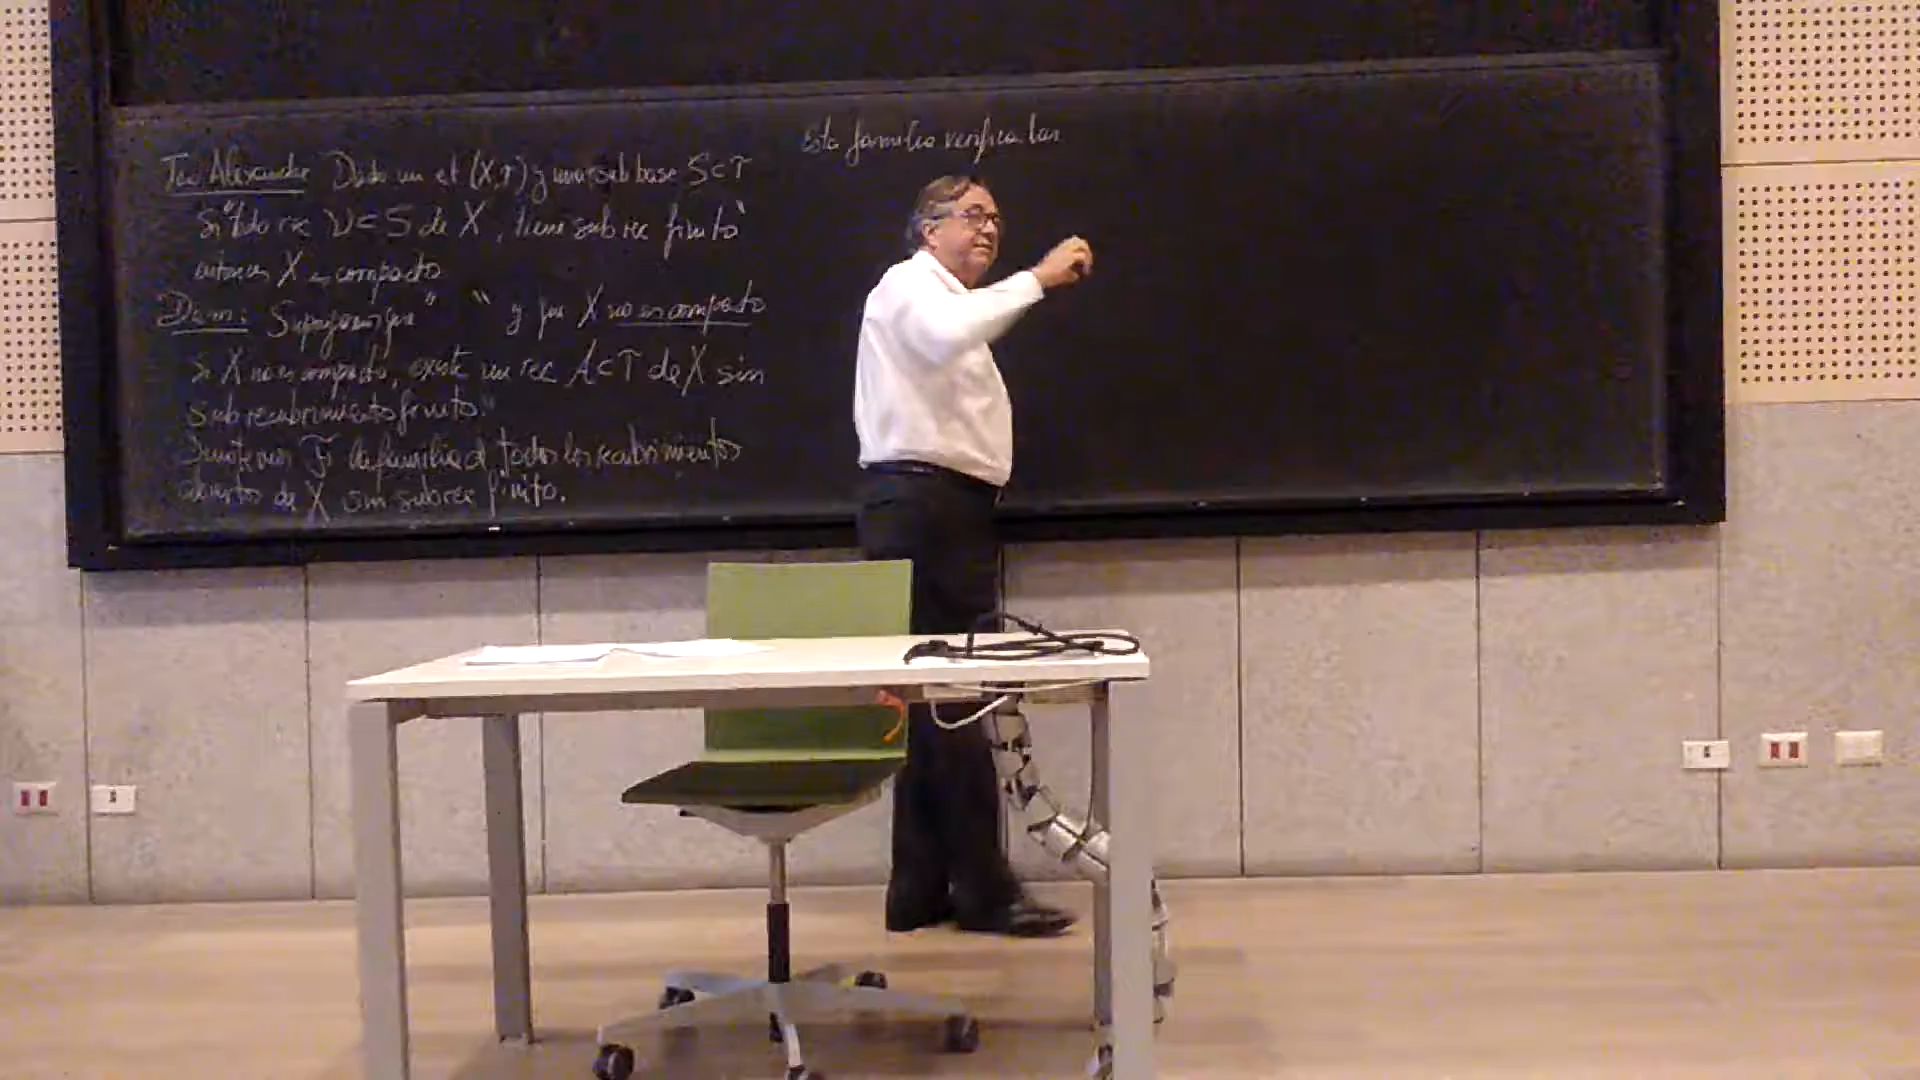 Teo Alexander Dado un et (X,τ) y una sub base S⊂τ
si "todo rec V⊂S de X, tiene sub rec finito"
entonces X es compacto
Dem: Supongamos que " " y que X no es compacto
Si X no es compacto, existe un rec A⊂τ de X sin
sub recubrimiento finito."
Denotemos F la familia d todos los recubrimientos
abiertos de X sin subrec finito.
Esta familia verifica las